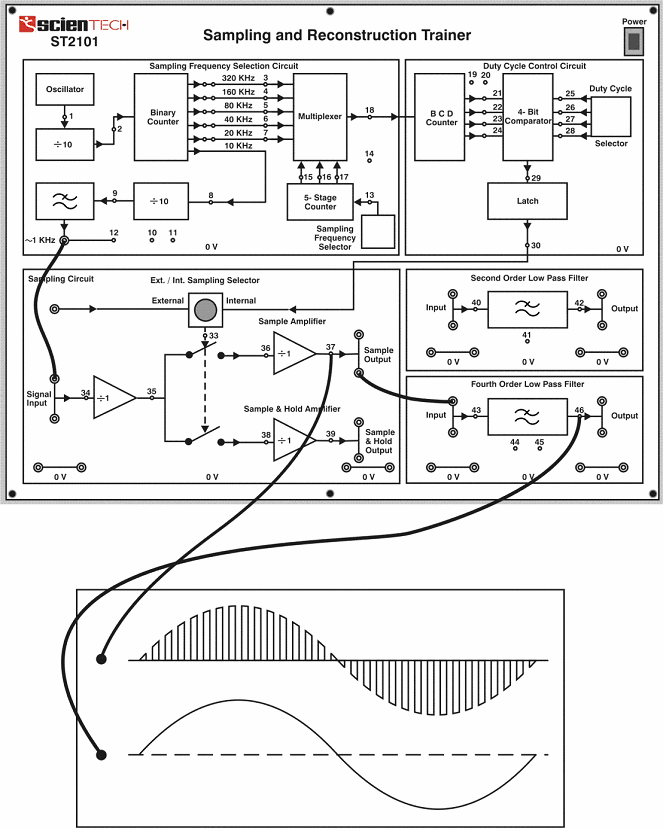 scienTECH
ST2101
Sampling and Reconstruction Trainer
Power
Sampling Frequency Selection Circuit
Oscillator
1
÷10
2
Binary
Counter
320 KHz 3
160 KHz 4
80 KHz 5
40 KHz 6
20 KHz 7
10 KHz
Multiplexer
18
14
15 16 17
5- Stage
Counter
13
Sampling
Frequency
Selector
8
÷10
9
~1 KHz
12
10
11
0 V
Duty Cycle Control Circuit
19 20
B C D
Counter
21
22
23
24
4- Bit
Comparator
25
26
27
28
Duty Cycle
Selector
29
Latch
30
0 V
Sampling Circuit
Ext. / Int. Sampling Selector
External
Internal
33
Signal
Input
34
÷1
35
Sample Amplifier
36
÷1
37
Sample
Output
Sample & Hold Amplifier
38
÷1
39
Sample
& Hold
Output
0 V
0 V
0 V
Second Order Low Pass Filter
Input
40
42
Output
41
0 V
0 V
0 V
Fourth Order Low Pass Filter
Input
43
46
Output
44 45
0 V
0 V
0 V